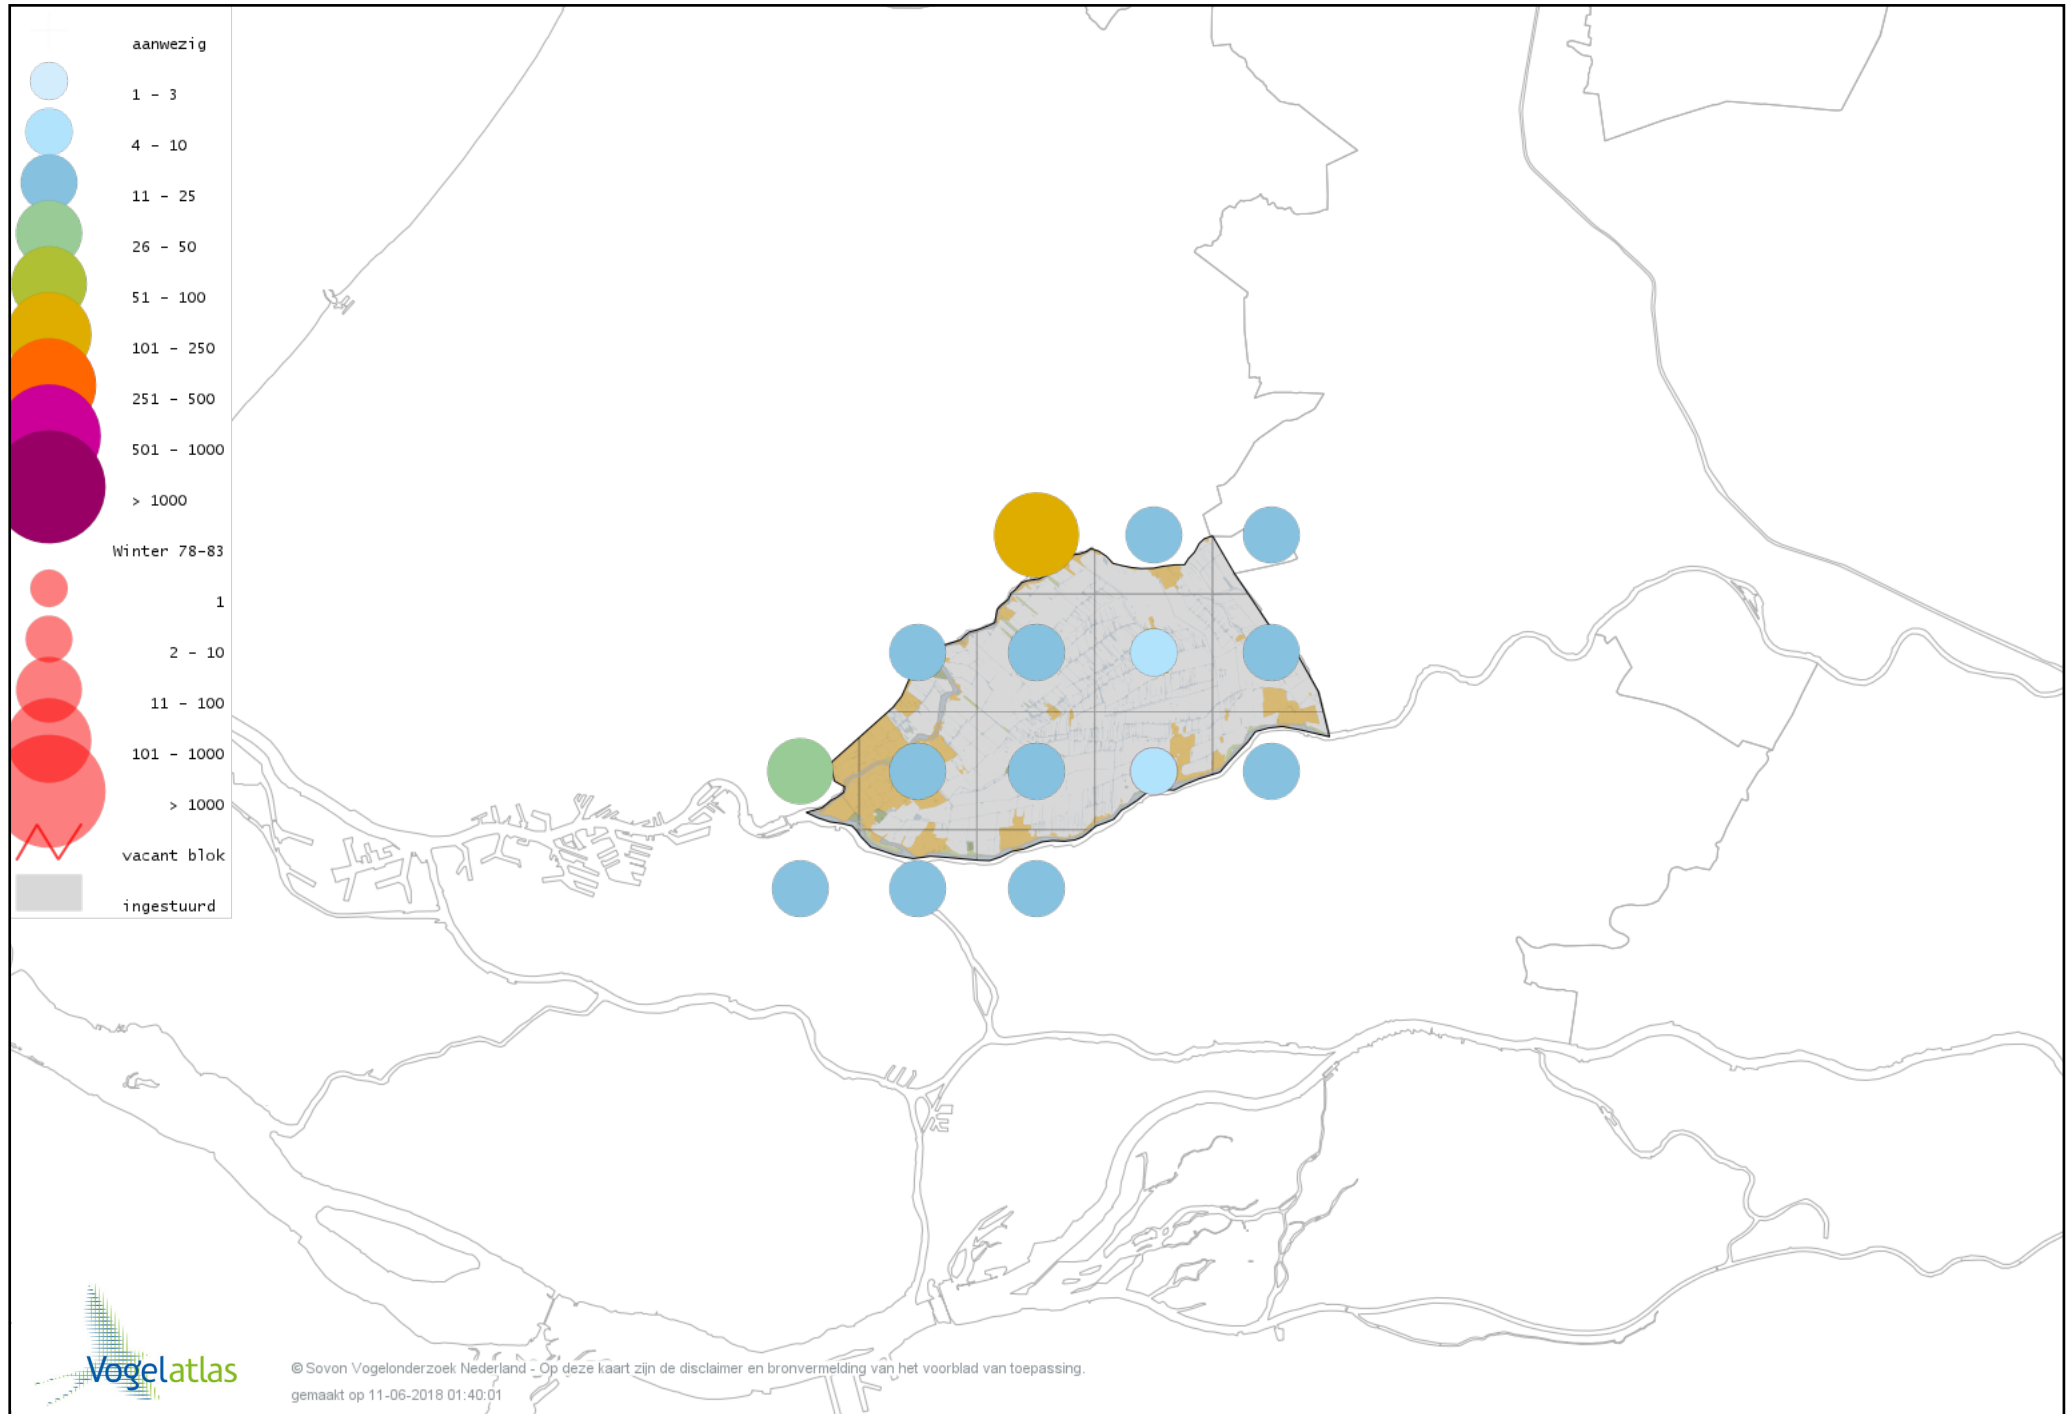 aanwezig
1 - 3
4 - 10
11 - 25
26 - 50
51 - 100
101 - 250
251 - 500
501 - 1000
> 1000
Winter 78-83
1
2 - 10
11 - 100
101 - 1000
> 1000
vacant blok
ingestuurd
Vogelatlas
© Sovon Vogelonderzoek Nederland - Op deze kaart zijn de disclaimer en bronvermelding van het voorblad van toepassing.
gemaakt op 11-06-2018 01:40:01